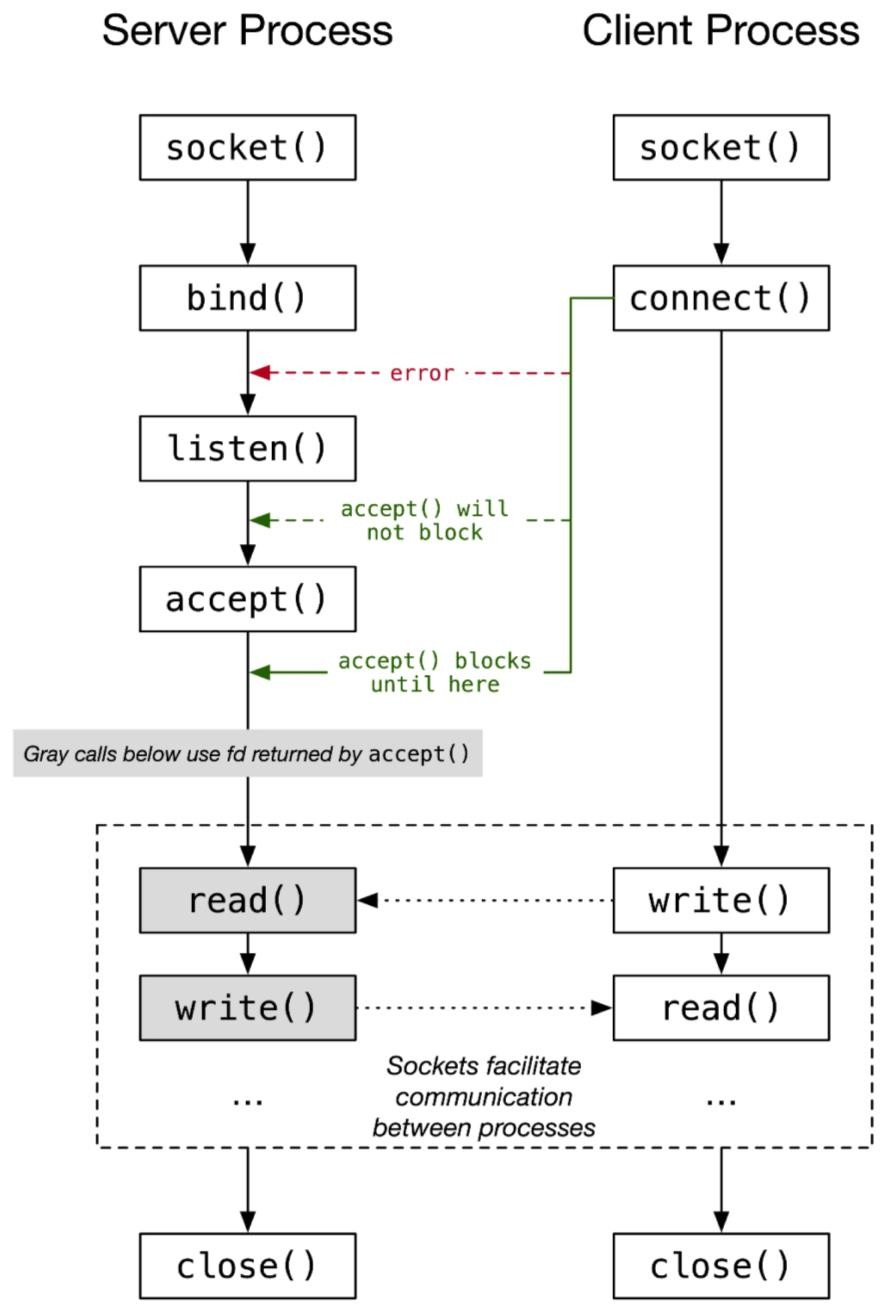 Server Process
Client Process
socket()
socket()
bind()
connect()
error
listen()
accept() will
not block
accept()
accept() blocks
until here
Gray calls below use fd returned by accept()
read()
write()
write()
read()
Sockets facilitate
communication
between processes
...
...
close()
close()